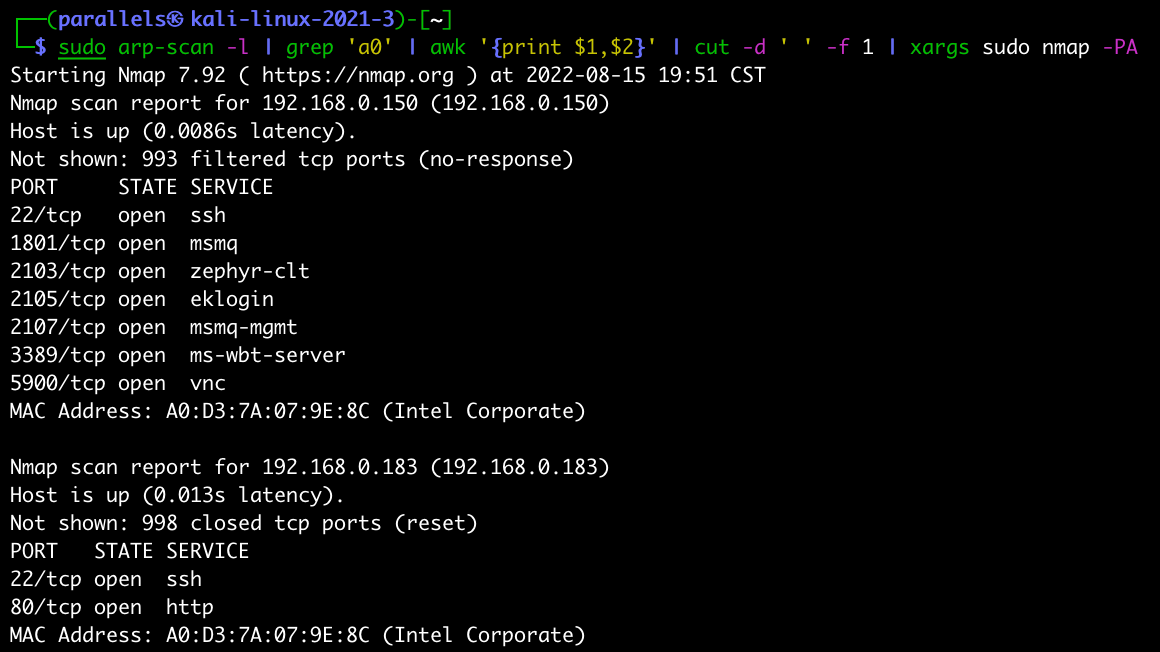 ┌──(parallels㉿kali-linux-2021-3)-[~]
└─$ sudo arp-scan -l | grep 'a0' | awk '{print $1,$2}' | cut -d ' ' -f 1 | xargs sudo nmap -PA
Starting Nmap 7.92 ( https://nmap.org ) at 2022-08-15 19:51 CST
Nmap scan report for 192.168.0.150 (192.168.0.150)
Host is up (0.0086s latency).
Not shown: 993 filtered tcp ports (no-response)
PORT     STATE SERVICE
22/tcp   open  ssh
1801/tcp open  msmq
2103/tcp open  zephyr-clt
2105/tcp open  eklogin
2107/tcp open  msmq-mgmt
3389/tcp open  ms-wbt-server
5900/tcp open  vnc
MAC Address: A0:D3:7A:07:9E:8C (Intel Corporate)

Nmap scan report for 192.168.0.183 (192.168.0.183)
Host is up (0.013s latency).
Not shown: 998 closed tcp ports (reset)
PORT   STATE SERVICE
22/tcp open  ssh
80/tcp open  http
MAC Address: A0:D3:7A:07:9E:8C (Intel Corporate)